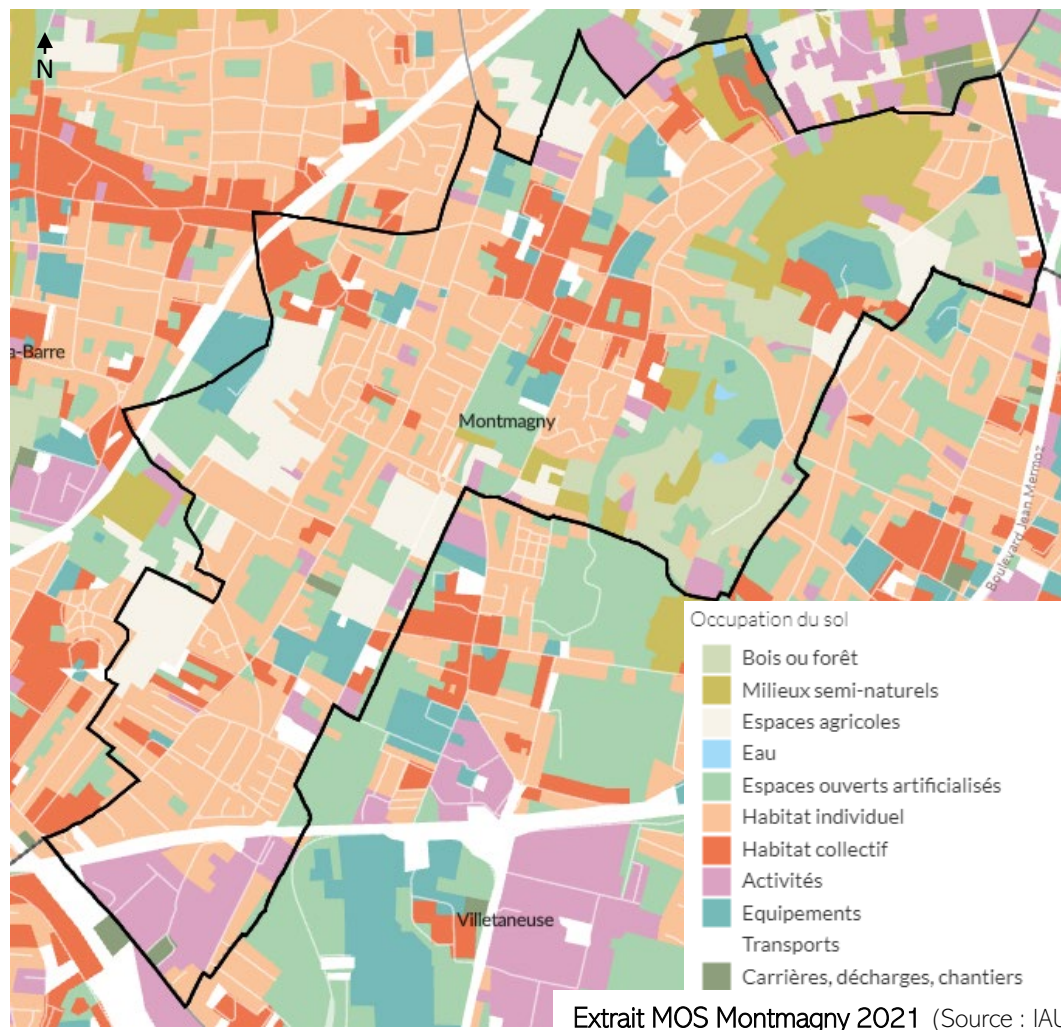 N
a-Barre
Montmagny
Boulevard Jean Mermoz
Villetaneuse
Occupation du sol
Bois ou forêt
Milieux semi-naturels
Espaces agricoles
Eau
Espaces ouverts artificialisés
Habitat individuel
Habitat collectif
Activités
Equipements
Transports
Carrières, décharges, chantiers
Extrait MOS Montmagny 2021 (Source : IAU